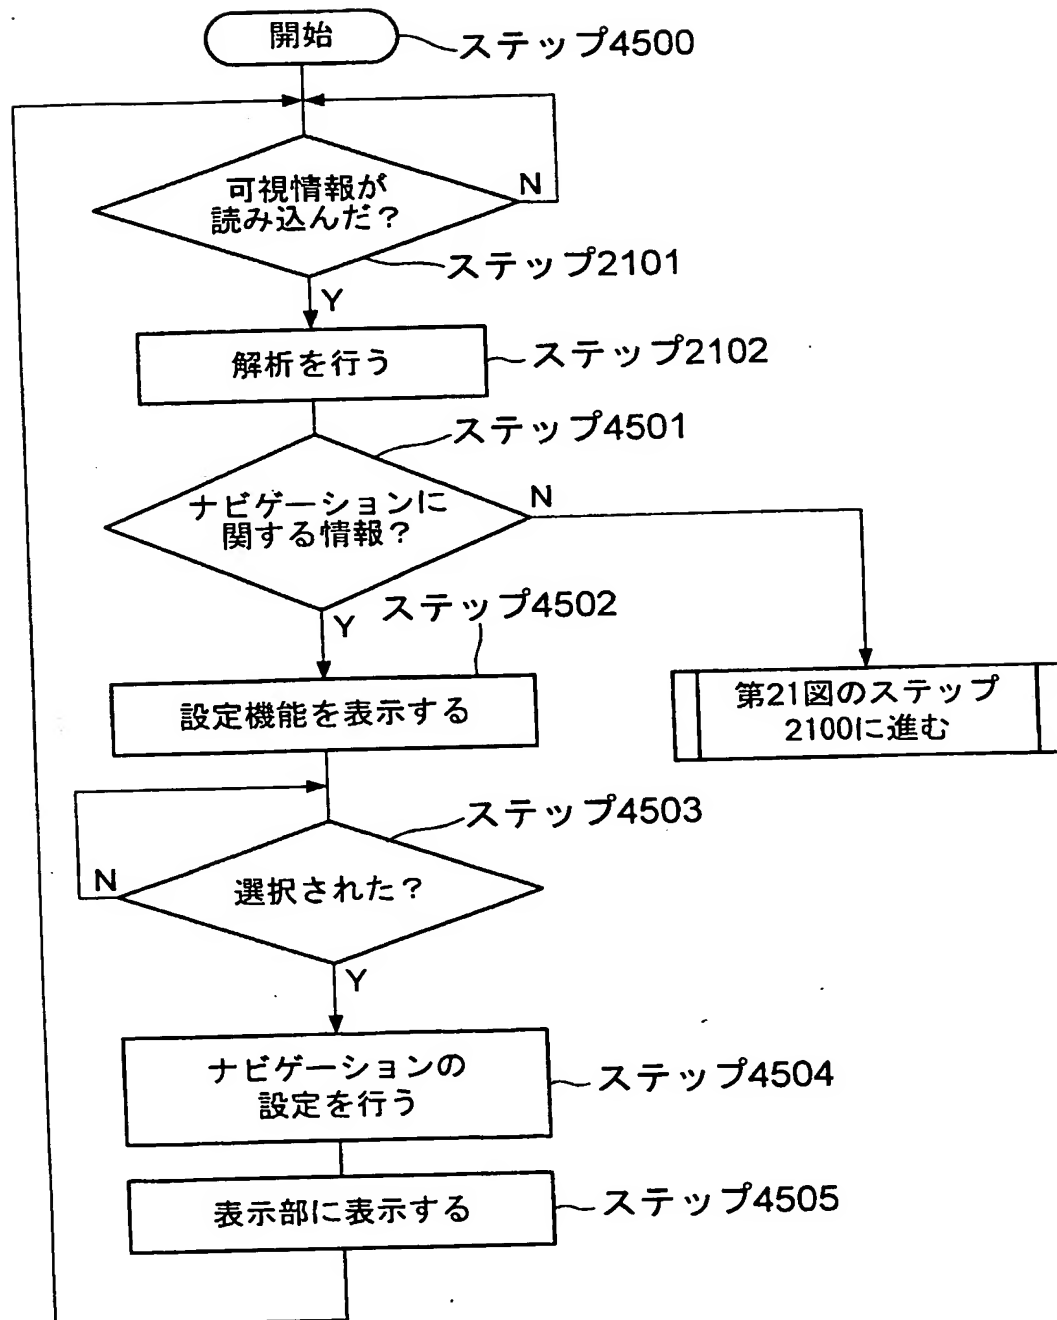 開始
ステップ4500
可視情報が
読み込んだ？
N
ステップ2101
Y
解析を行う
ステップ2102
ステップ4501
ナビゲーションに
関する情報？
N
Y
ステップ4502
設定機能を表示する
第21図のステップ
2100に進む
ステップ4503
選択された？
N
Y
ナビゲーションの
設定を行う
ステップ4504
表示部に表示する
ステップ4505